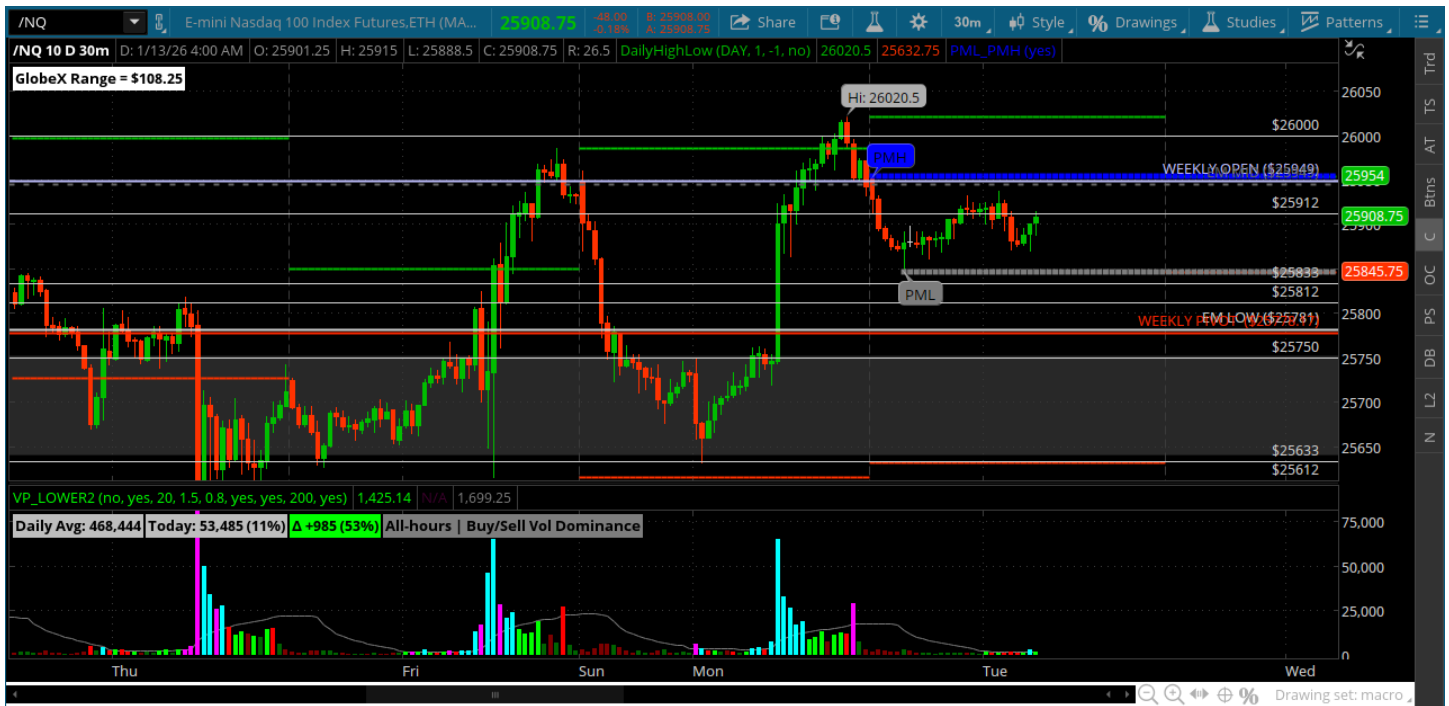 /NQ E-mini Nasdaq 100 Index Futures,ETH (MA... 25908.75 -48.00 -0.18% B: 25908.00 A: 25908.75 Share 30m Style Drawings Studies Patterns
/NQ 10 D 30m D: 1/13/26 4:00 AM O: 25901.25 H: 25915 L: 25888.5 C: 25908.75 R: 26.5 DailyHighLow (DAY, 1, -1, no) 26020.5 25632.75 PML_PMH (yes)
GlobeX Range = $108.25
Hi: 26020.5
26050
$26000
26000
PMH
WEEKLY OPEN ($25949)
25954
$25912
25908.75
25900
$25833
25845.75
PML
$25812
25800
EM LOW ($25781)
WEEKLY PIVOT
$25750
25750
25700
$25633
25650
$25612
VP_LOWER2 (no, yes, 20, 1.5, 0.8, yes, yes, 200, yes) 1,425.14 N/A 1,699.25
Daily Avg: 468,444 Today: 53,485 (11%) Δ +985 (53%) All-hours | Buy/Sell Vol Dominance
75,000
50,000
25,000
0
Thu Fri Sun Mon Tue Wed
Drawing set: macro
Trd
TS
AT
Btns
C
OC
PS
DB
L2
N